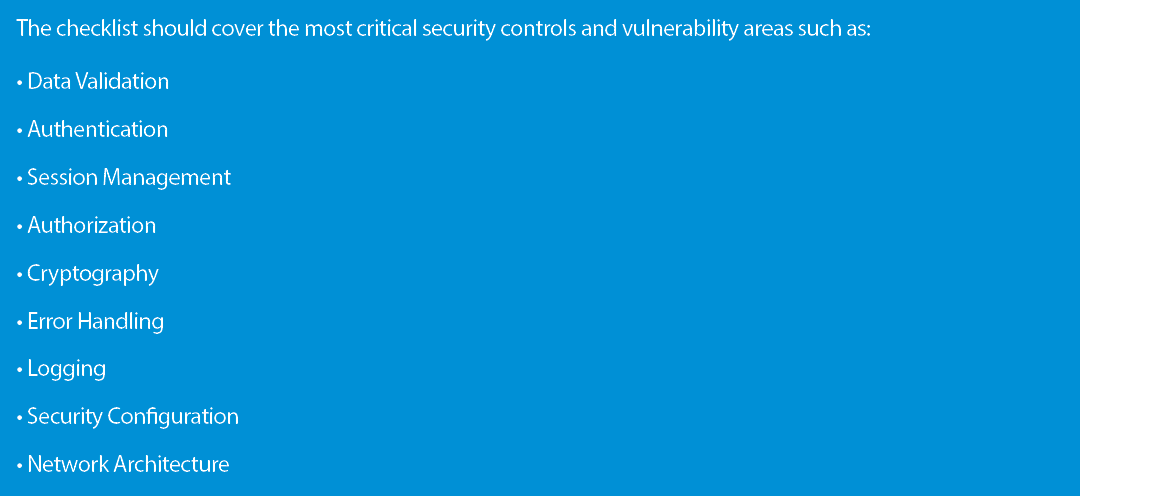 The checklist should cover the most critical security controls and vulnerability areas such as:
• Data Validation
• Authentication
• Session Management
• Authorization
• Cryptography
• Error Handling
• Logging
• Security Configuration
• Network Architecture